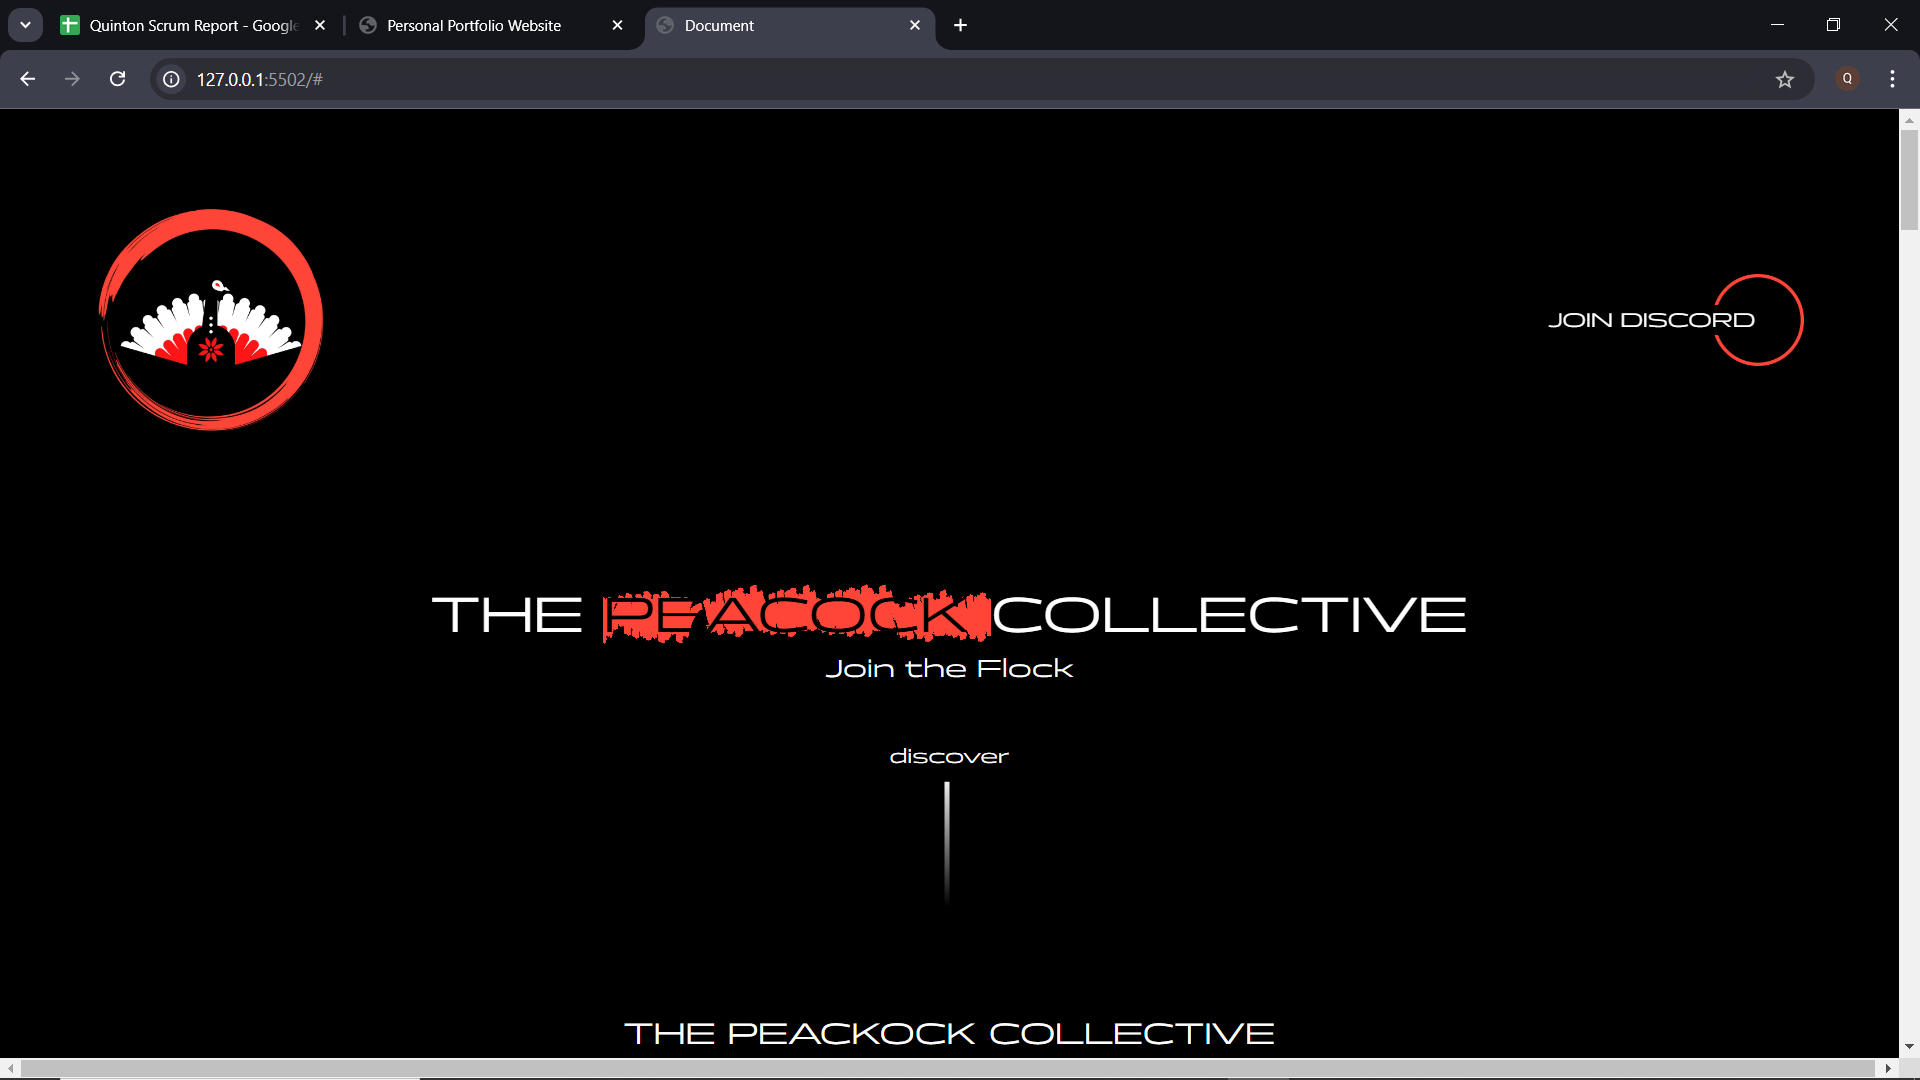 Quinton Scrum Report - Google
Personal Portfolio Website
Document
127.0.0.1:5502/#
Q
JOIN DISCORD
THE PEACOCK COLLECTIVE
Join the Flock
discover
THE PEACKOCK COLLECTIVE